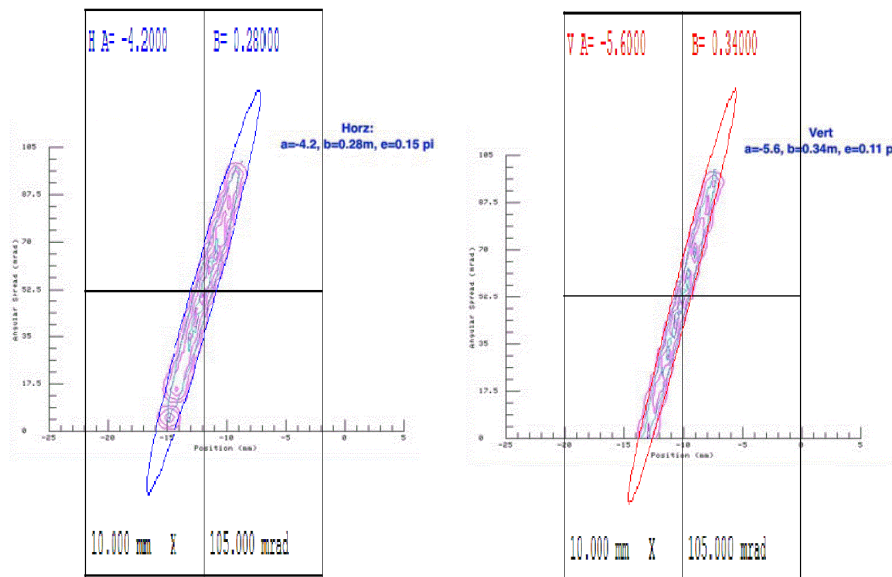 H A= -4.2000 B= 0.28000
Horz:
a=-4.2, b=0.28m, e=0.15 pi
105
87.5
70
52.5
35
17.5
0
Angular Spread (mrad)
-25 -20 -15 -10 -5 0 5
Position (mm)
10.000 mm X 105.000 mrad
V A= -5.6000 B= 0.34000
Vert
a=-5.6, b=0.34m, e=0.11 p
105
87.5
70
52.5
35
17.5
0
Angular Spread (mrad)
-25 -20 -15 -10 -5 0 5
Position (mm)
10.000 mm X 105.000 mrad